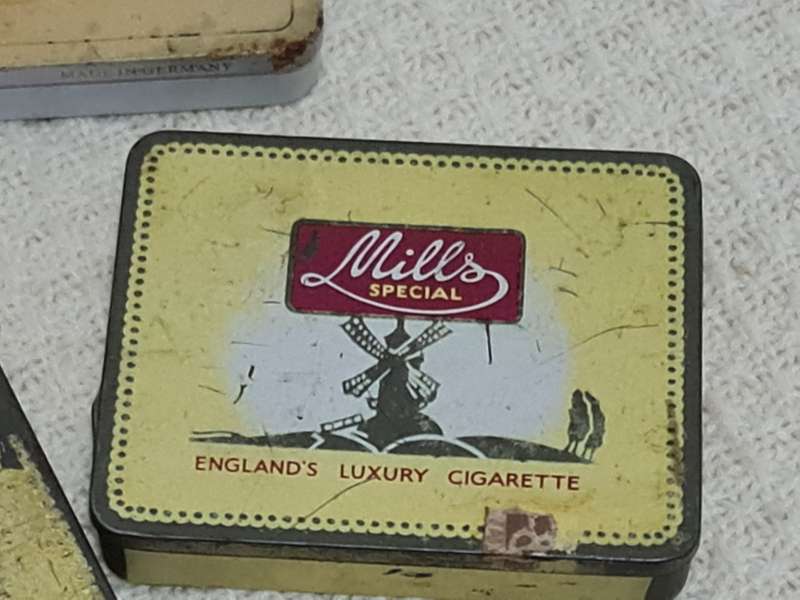 MADE IN GERMANY
Mills
SPECIAL
ENGLAND'S LUXURY CIGARETTE